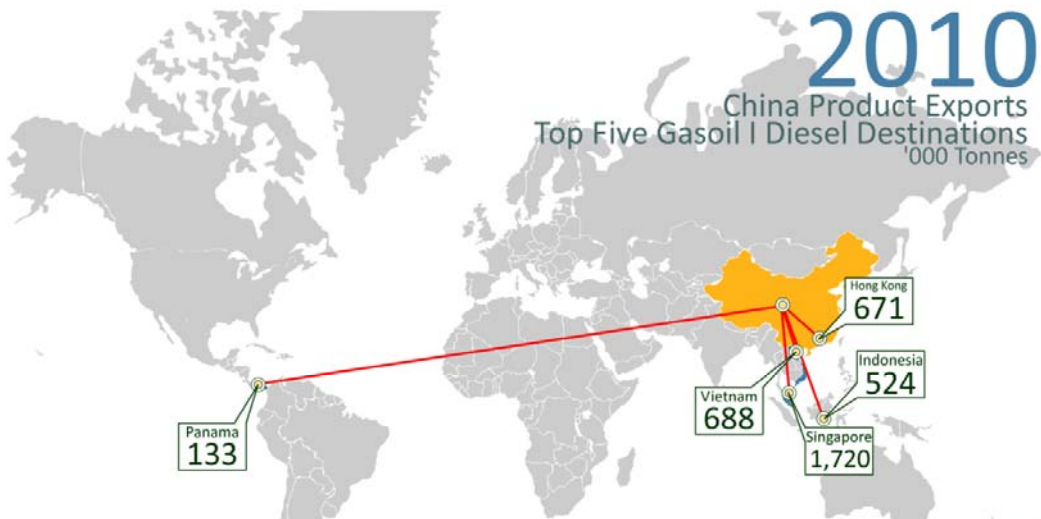 2010
China Product Exports
Top Five Gasoil I Diesel Destinations
'000 Tonnes
Hong Kong
671
Indonesia
524
Vietnam
688
Singapore
1,720
Panama
133